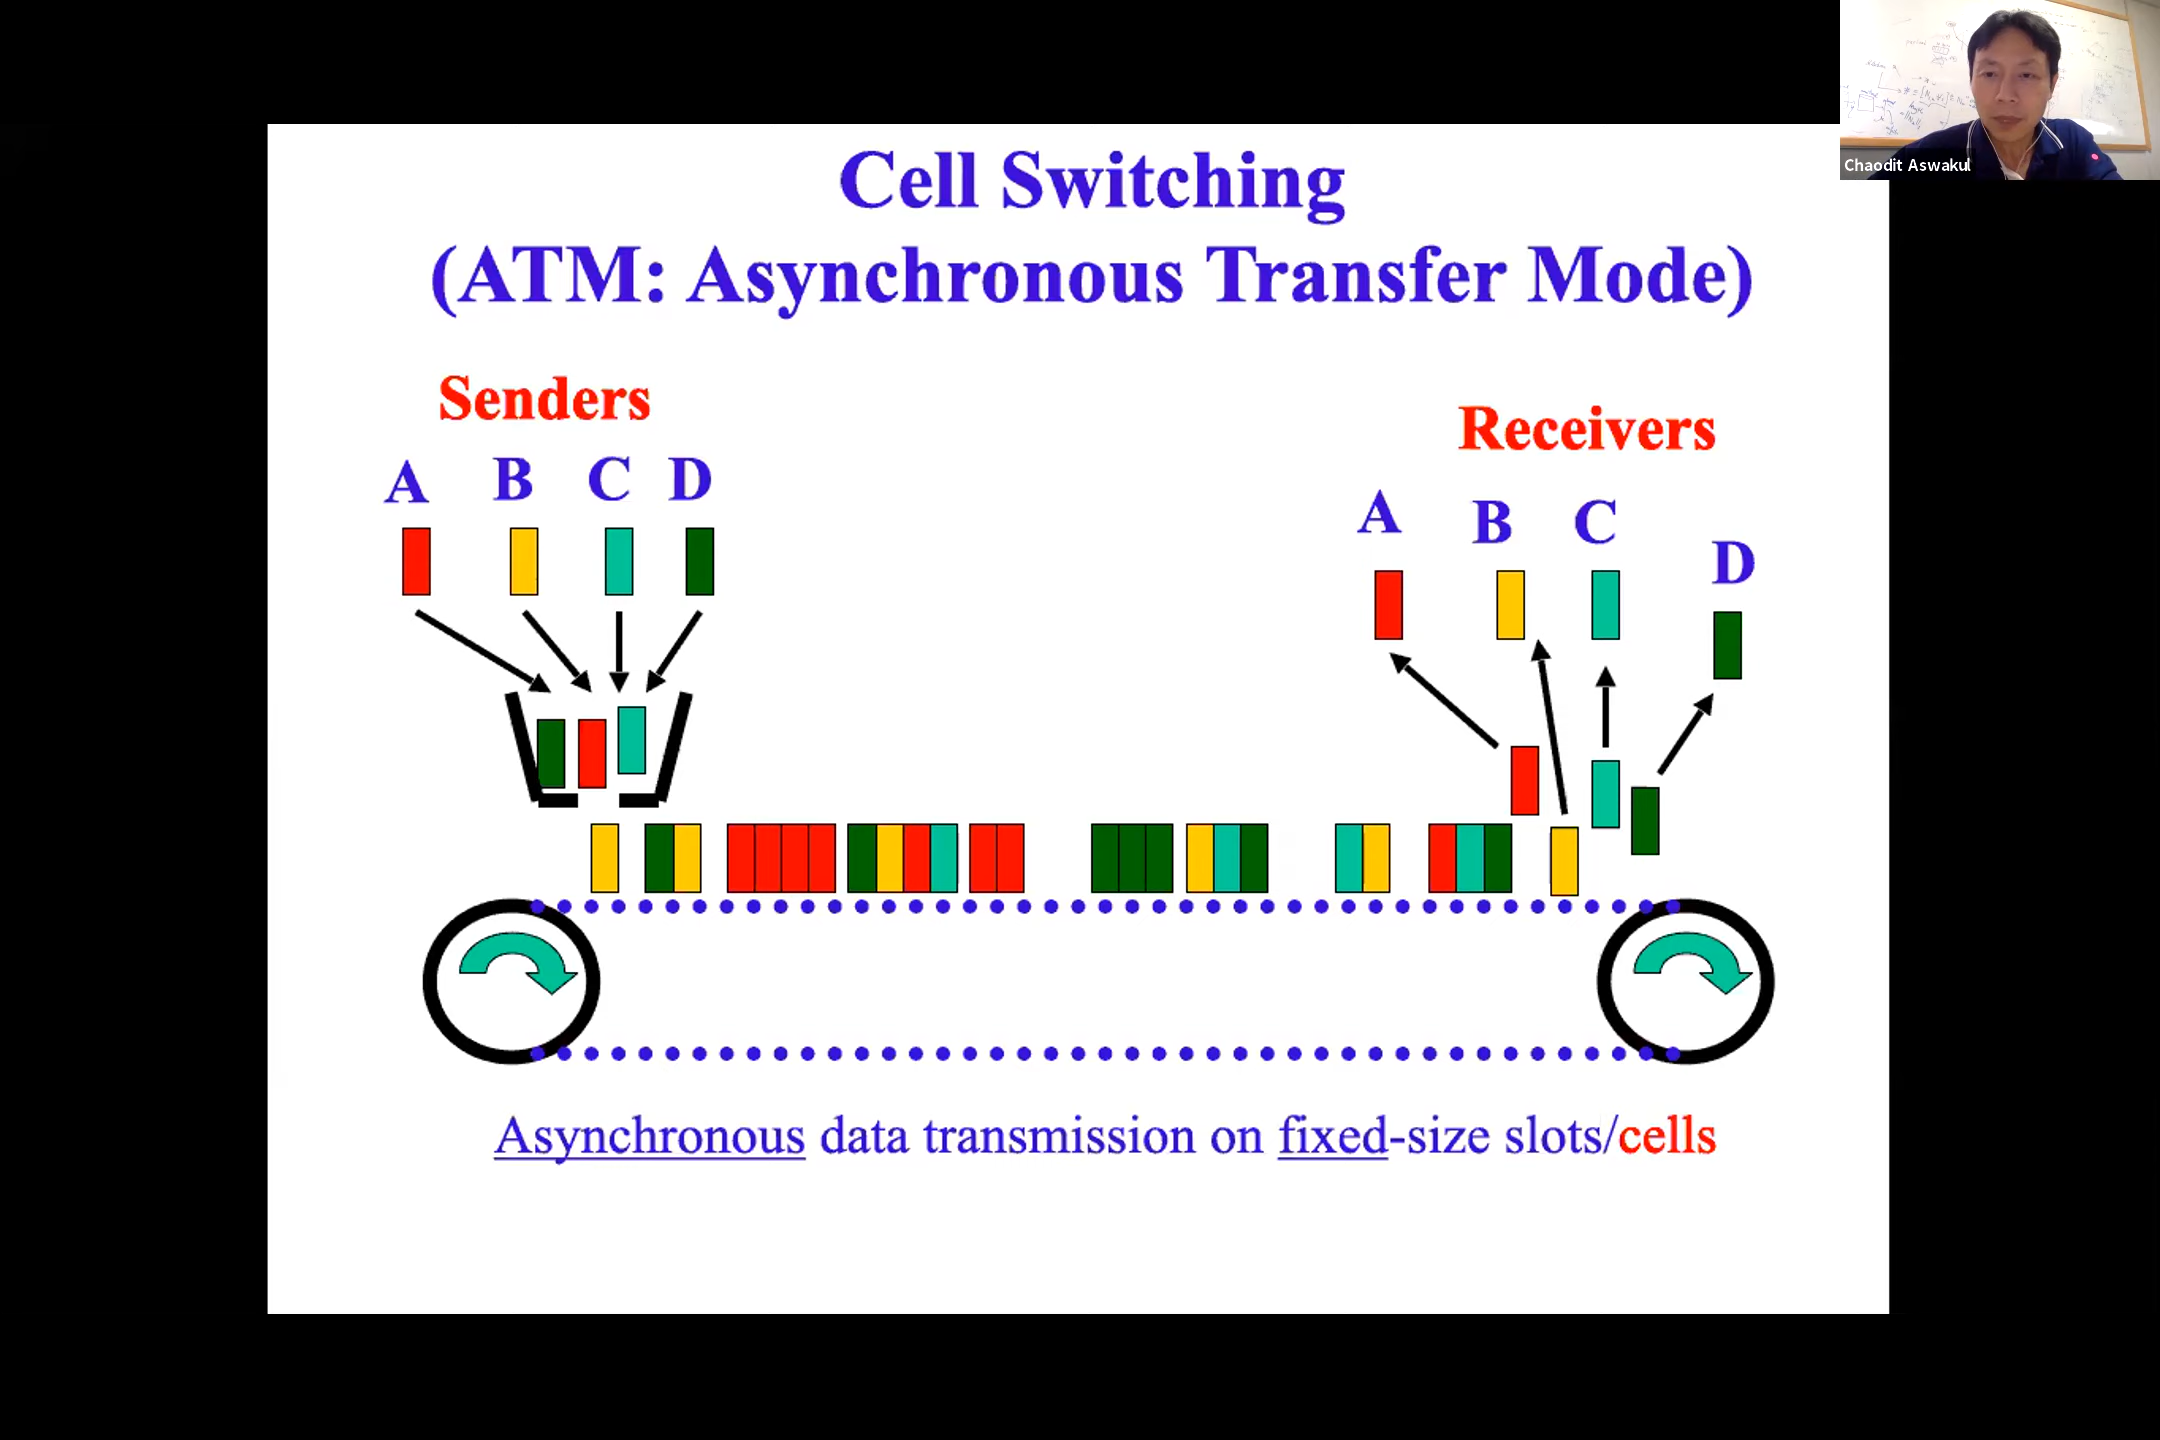 Cell Switching
(ATM: Asynchronous Transfer Mode)
Senders
A B C D
Receivers
A B C D
Asynchronous data transmission on fixed-size slots/cells
Chaodit Aswakul